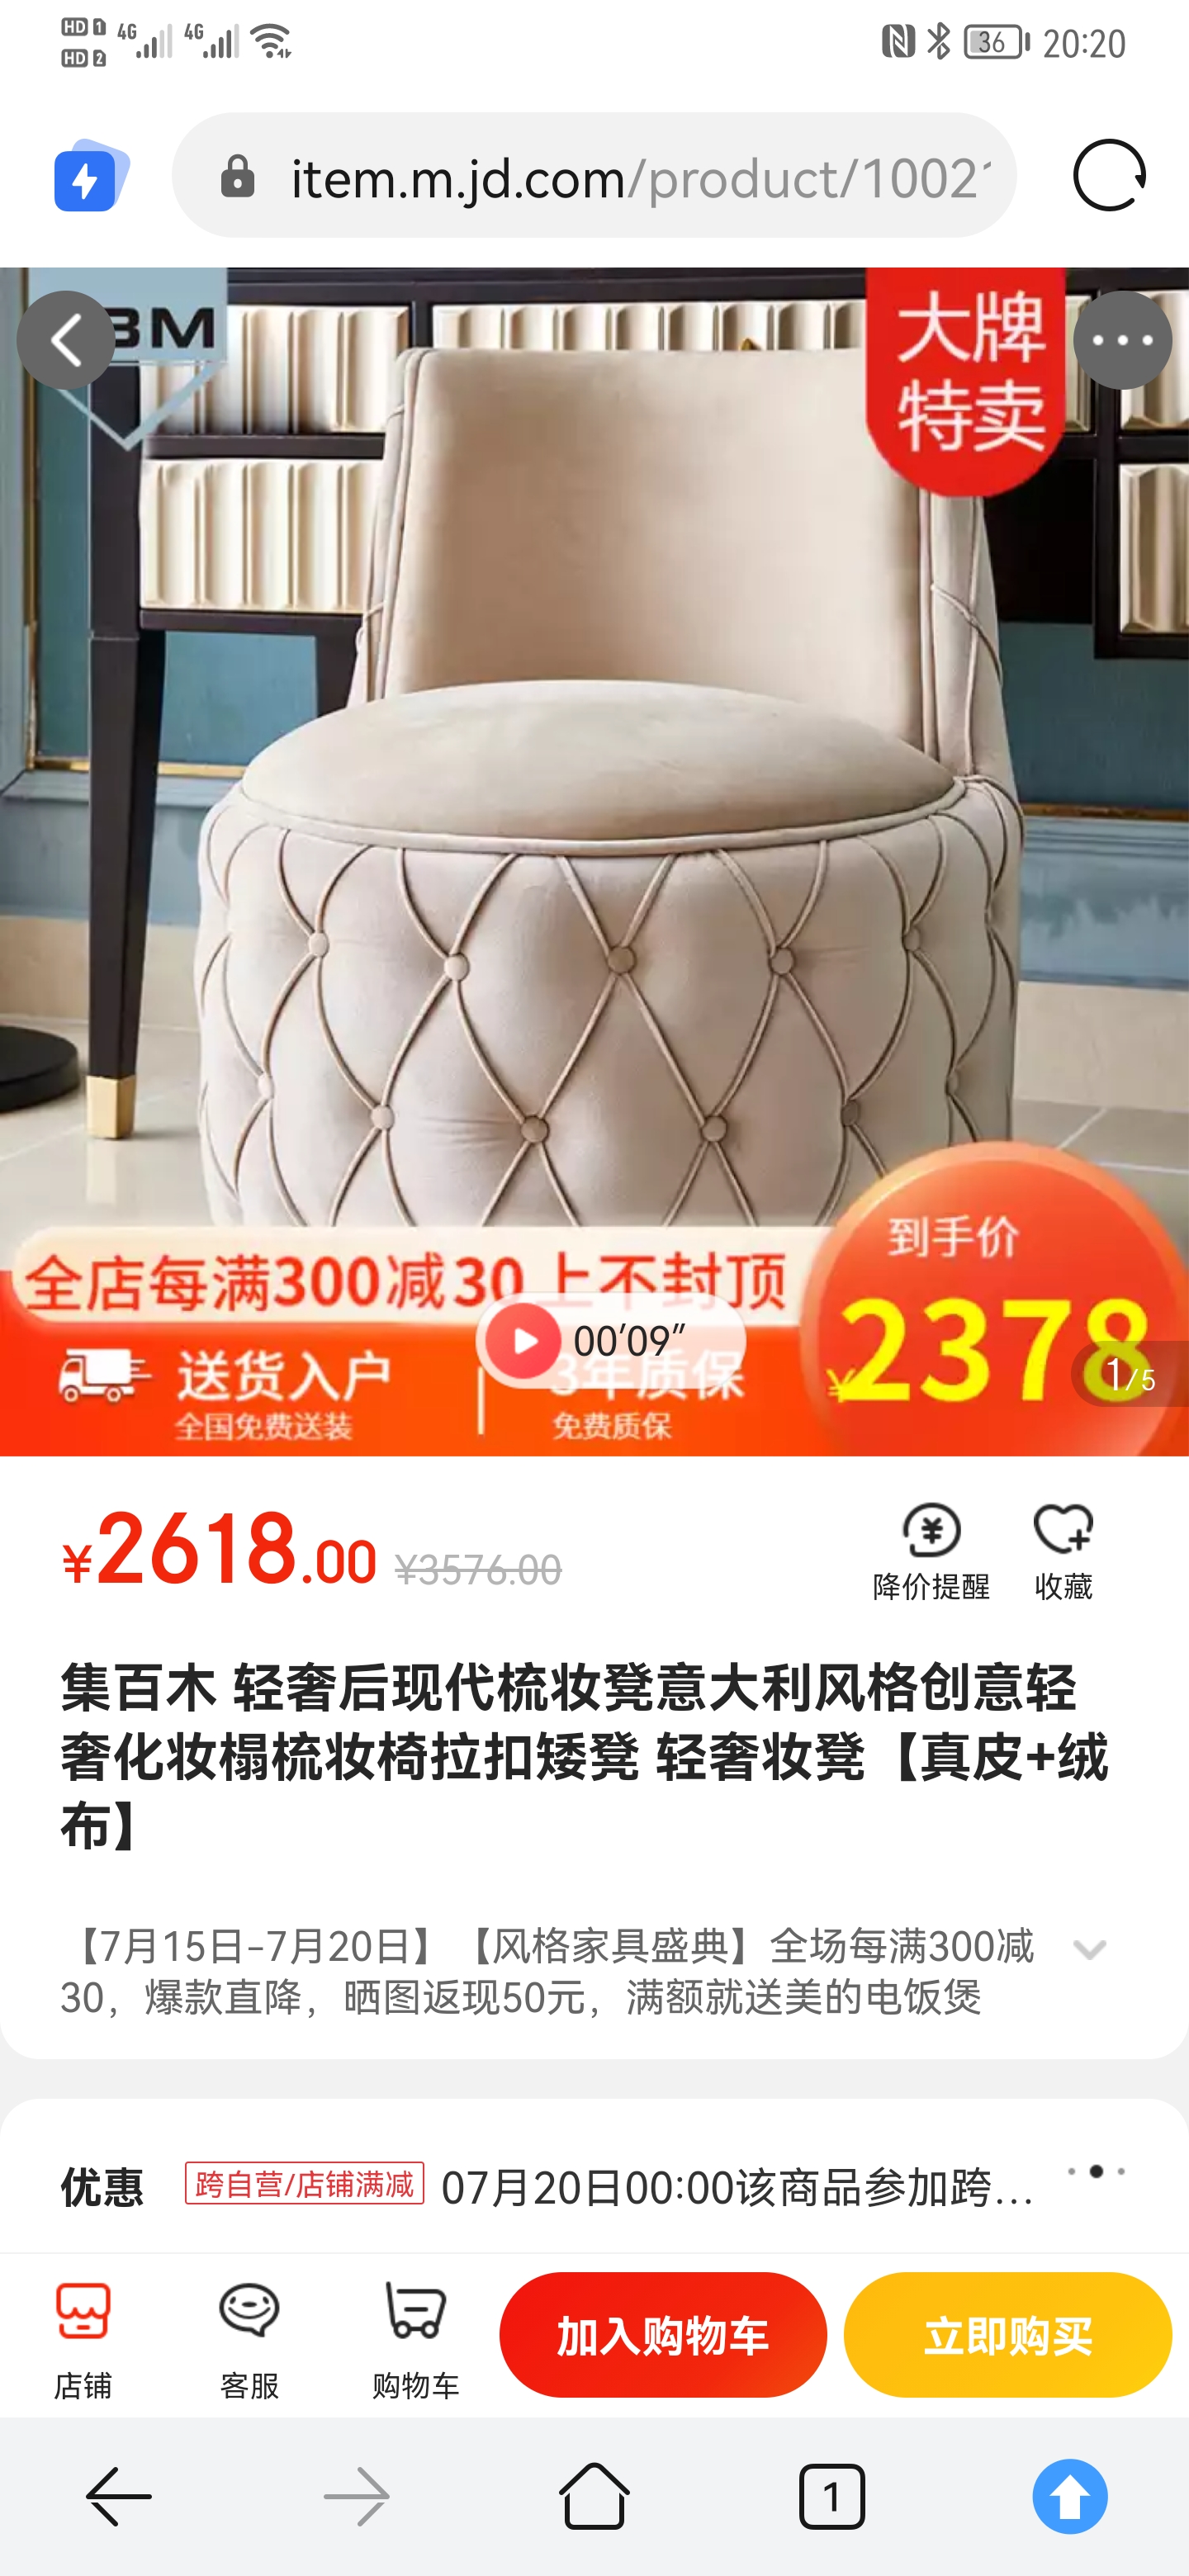 HD 1 4G 4G
HD 2
36 20:20
item.m.jd.com/product/1002
BM
大牌
特卖
到手价
全店每满300减30上不封顶
¥2378
00'09”
送货入户
3年质保
全国免费送装
免费质保
1/5
¥2618.00 ¥3576.00
降价提醒 收藏
集百木 轻奢后现代梳妆凳意大利风格创意轻
奢化妆榻梳妆椅拉扣矮凳 轻奢妆凳【真皮+绒
布】
【7月15日-7月20日】【风格家具盛典】全场每满300减
30，爆款直降，晒图返现50元，满额就送美的电饭煲
优惠 跨自营/店铺满减 07月20日00:00该商品参加跨...
店铺 客服 购物车 加入购物车 立即购买
1